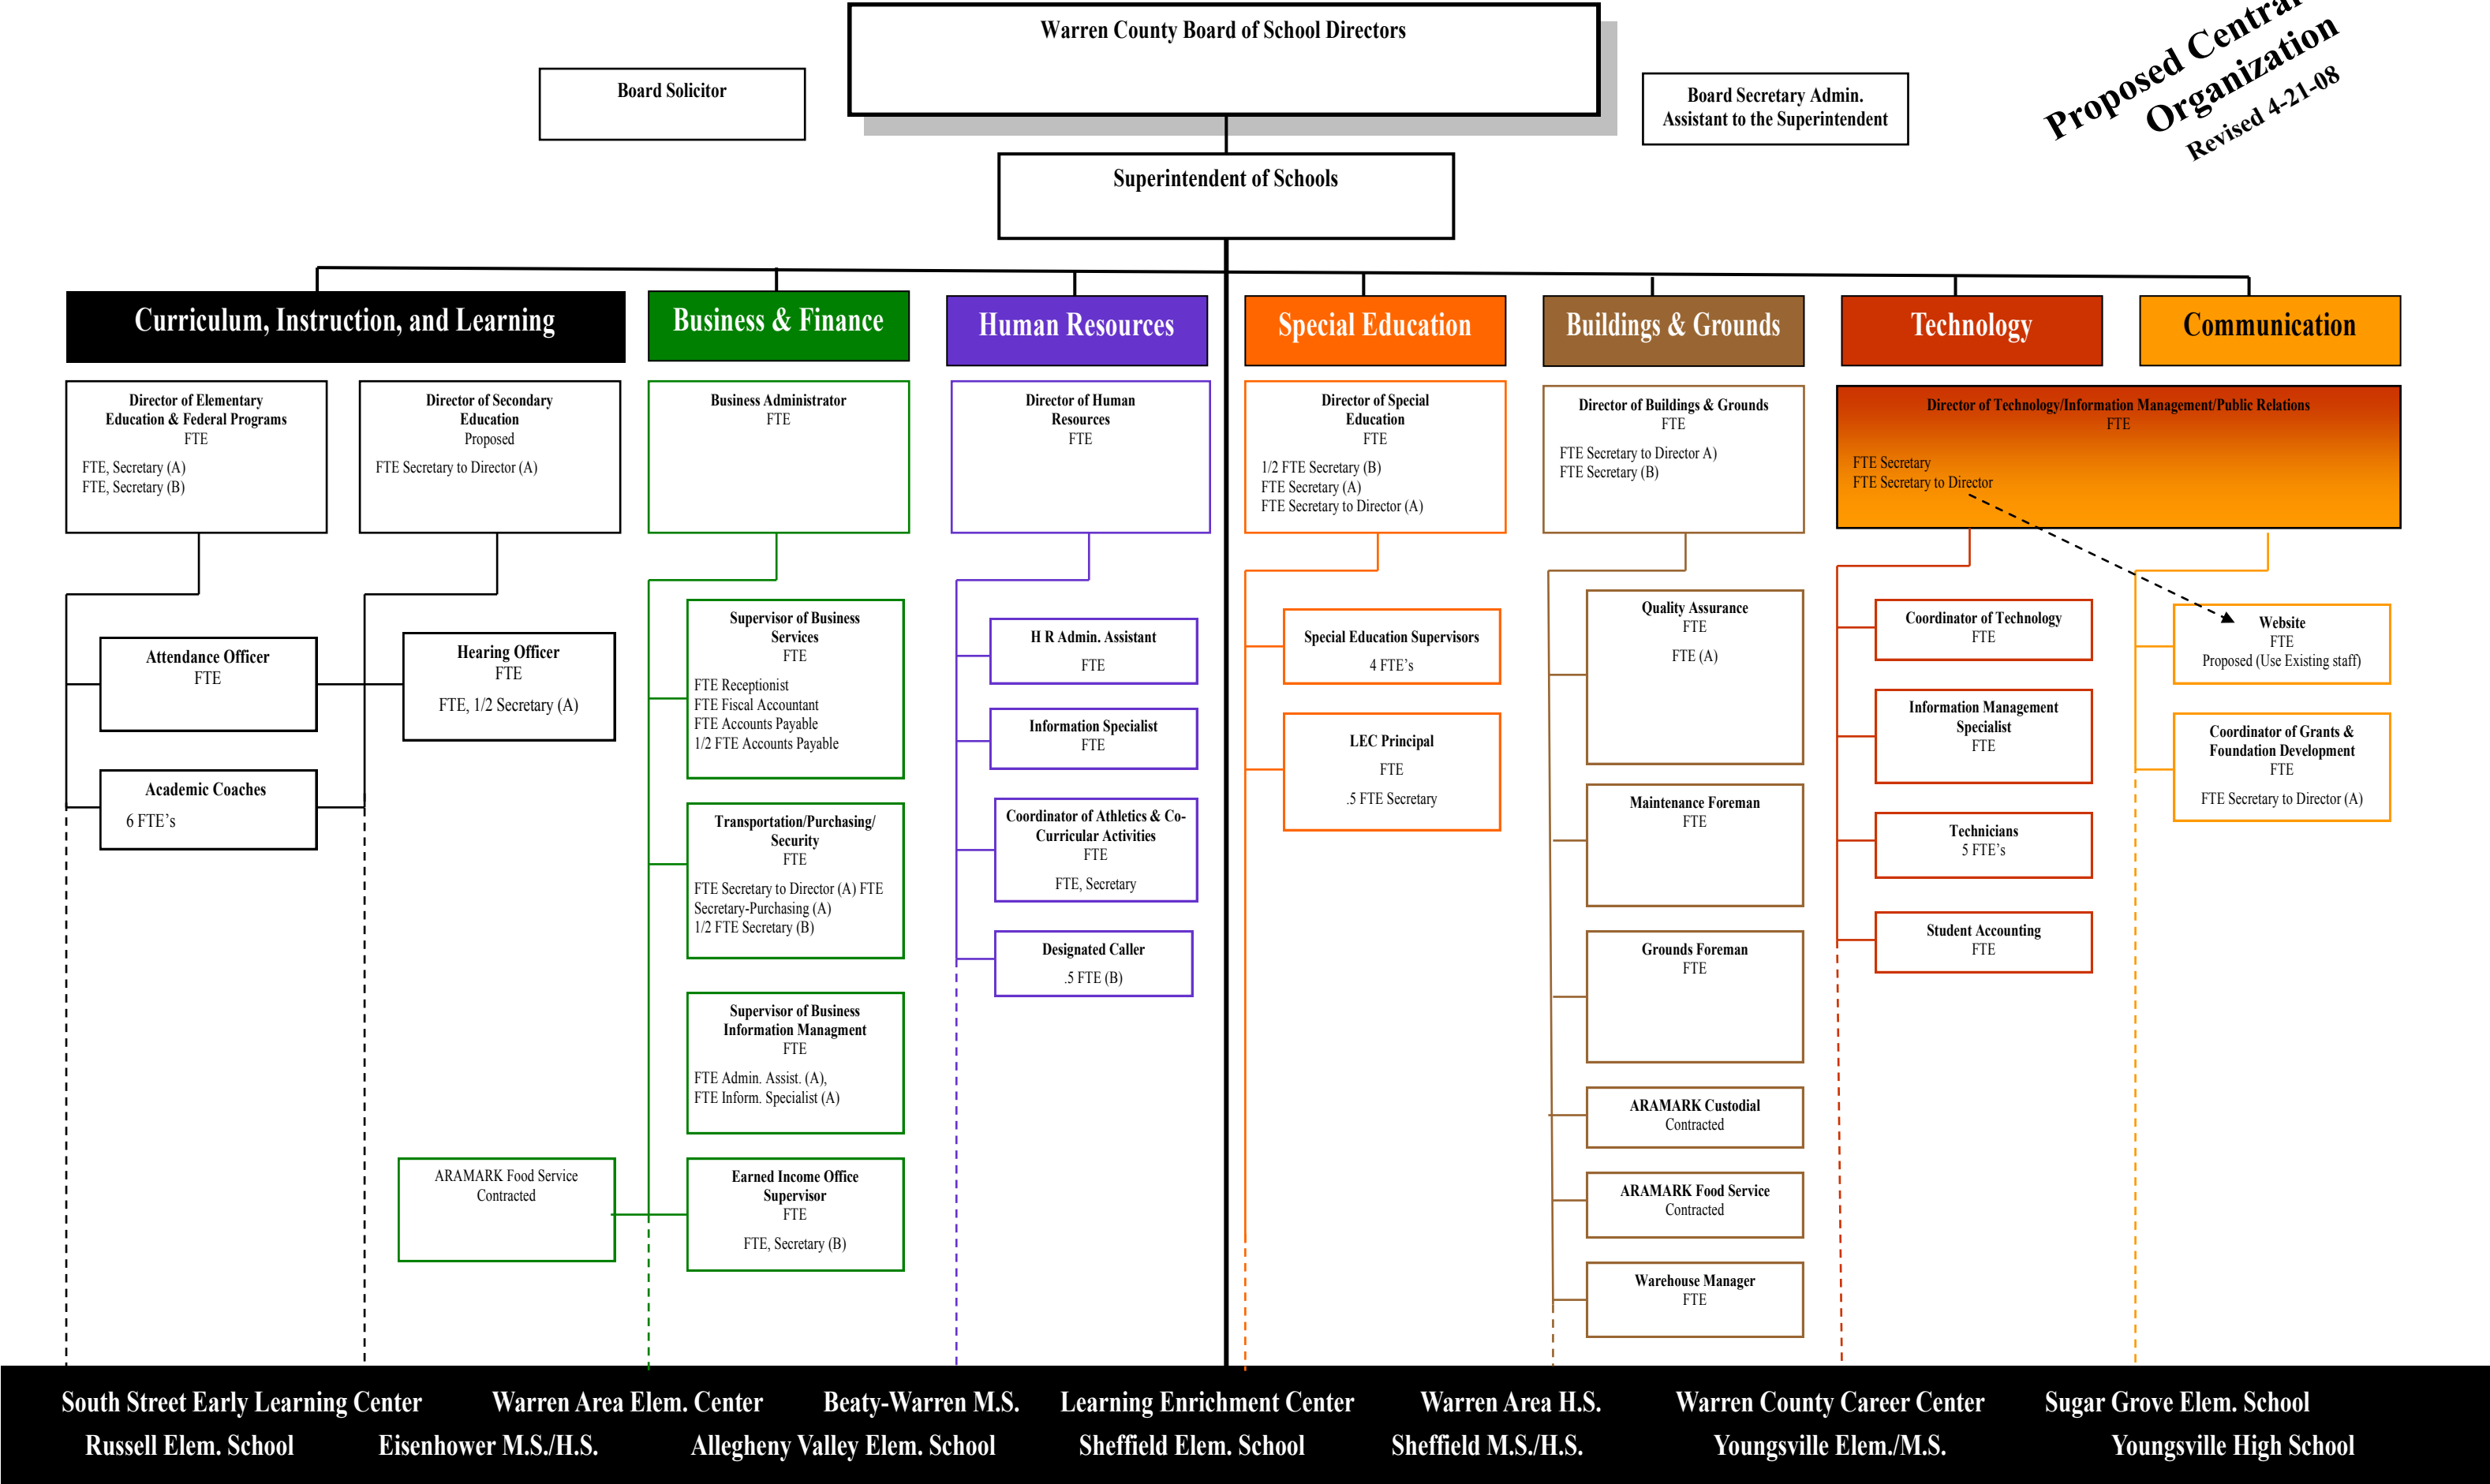 Warren County Board of School Directors
Board Solicitor
Board Secretary Admin.
Assistant to the Superintendent
Proposed Central
Organization
Revised 4-21-08
Superintendent of Schools
Curriculum, Instruction, and Learning
Business & Finance
Human Resources
Special Education
Buildings & Grounds
Technology
Communication
Director of Elementary
Education & Federal Programs
FTE
FTE, Secretary (A)
FTE, Secretary (B)
Director of Secondary
Education
Proposed
FTE Secretary to Director (A)
Business Administrator
FTE
Director of Human
Resources
FTE
Director of Special
Education
FTE
1/2 FTE Secretary (B)
FTE Secretary (A)
FTE Secretary to Director (A)
Director of Buildings & Grounds
FTE
FTE Secretary to Director A)
FTE Secretary (B)
Director of Technology/Information Management/Public Relations
FTE
FTE Secretary
FTE Secretary to Director
Attendance Officer
FTE
Academic Coaches
6 FTE’s
Hearing Officer
FTE
FTE, 1/2 Secretary (A)
Supervisor of Business
Services
FTE
FTE Receptionist
FTE Fiscal Accountant
FTE Accounts Payable
1/2 FTE Accounts Payable
Transportation/Purchasing/
Security
FTE
FTE Secretary to Director (A) FTE
Secretary-Purchasing (A)
1/2 FTE Secretary (B)
Supervisor of Business
Information Managment
FTE
FTE Admin. Assist. (A),
FTE Inform. Specialist (A)
ARAMARK Food Service
Contracted
Earned Income Office
Supervisor
FTE
FTE, Secretary (B)
H R Admin. Assistant
FTE
Information Specialist
FTE
Coordinator of Athletics & Co-
Curricular Activities
FTE
FTE, Secretary
Designated Caller
.5 FTE (B)
Special Education Supervisors
4 FTE’s
LEC Principal
FTE
.5 FTE Secretary
Quality Assurance
FTE
FTE (A)
Maintenance Foreman
FTE
Grounds Foreman
FTE
ARAMARK Custodial
Contracted
ARAMARK Food Service
Contracted
Warehouse Manager
FTE
Coordinator of Technology
FTE
Information Management
Specialist
FTE
Technicians
5 FTE’s
Student Accounting
FTE
Website
FTE
Proposed (Use Existing staff)
Coordinator of Grants &
Foundation Development
FTE
FTE Secretary to Director (A)
South Street Early Learning Center Warren Area Elem. Center Beaty-Warren M.S. Learning Enrichment Center Warren Area H.S. Warren County Career Center Sugar Grove Elem. School
Russell Elem. School Eisenhower M.S./H.S. Allegheny Valley Elem. School Sheffield Elem. School Sheffield M.S./H.S. Youngsville Elem./M.S. Youngsville High School